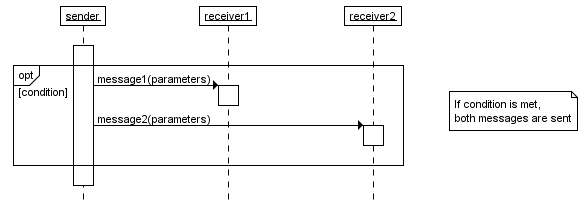 sender
receiver1
receiver2
opt
[condition]
message1(parameters)
message2(parameters)
If condition is met,
both messages are sent